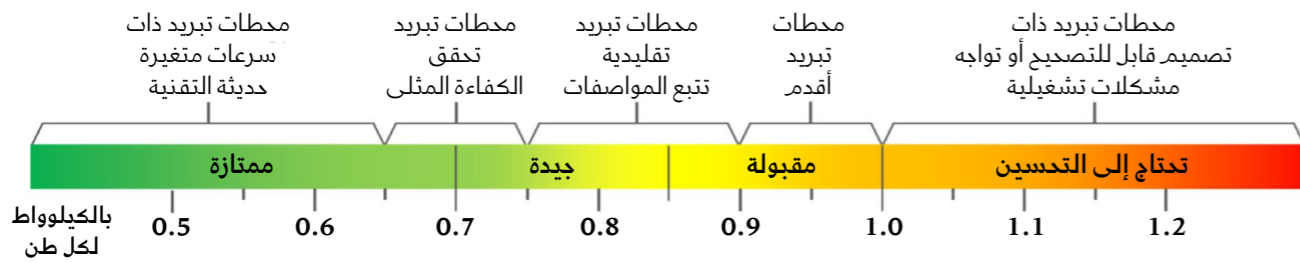 محطات تبريد ذات
سرعات متغيرة
حديثة التقنية
محطات تبريد
تحقق
الكفاءة المثلى
محطات تبريد
تقليدية
تتبع المواصفات
محطات
تبريد
أقدم
محطات تبريد ذات
تصميم قابل للتصحيح أو تواجه
مشكلات تشغيلية
ممتازة
جيدة
مقبولة
تحتاج إلى التحسين
بالكيلوواط
لكل طن
0.5
0.6
0.7
0.8
0.9
1.0
1.1
1.2